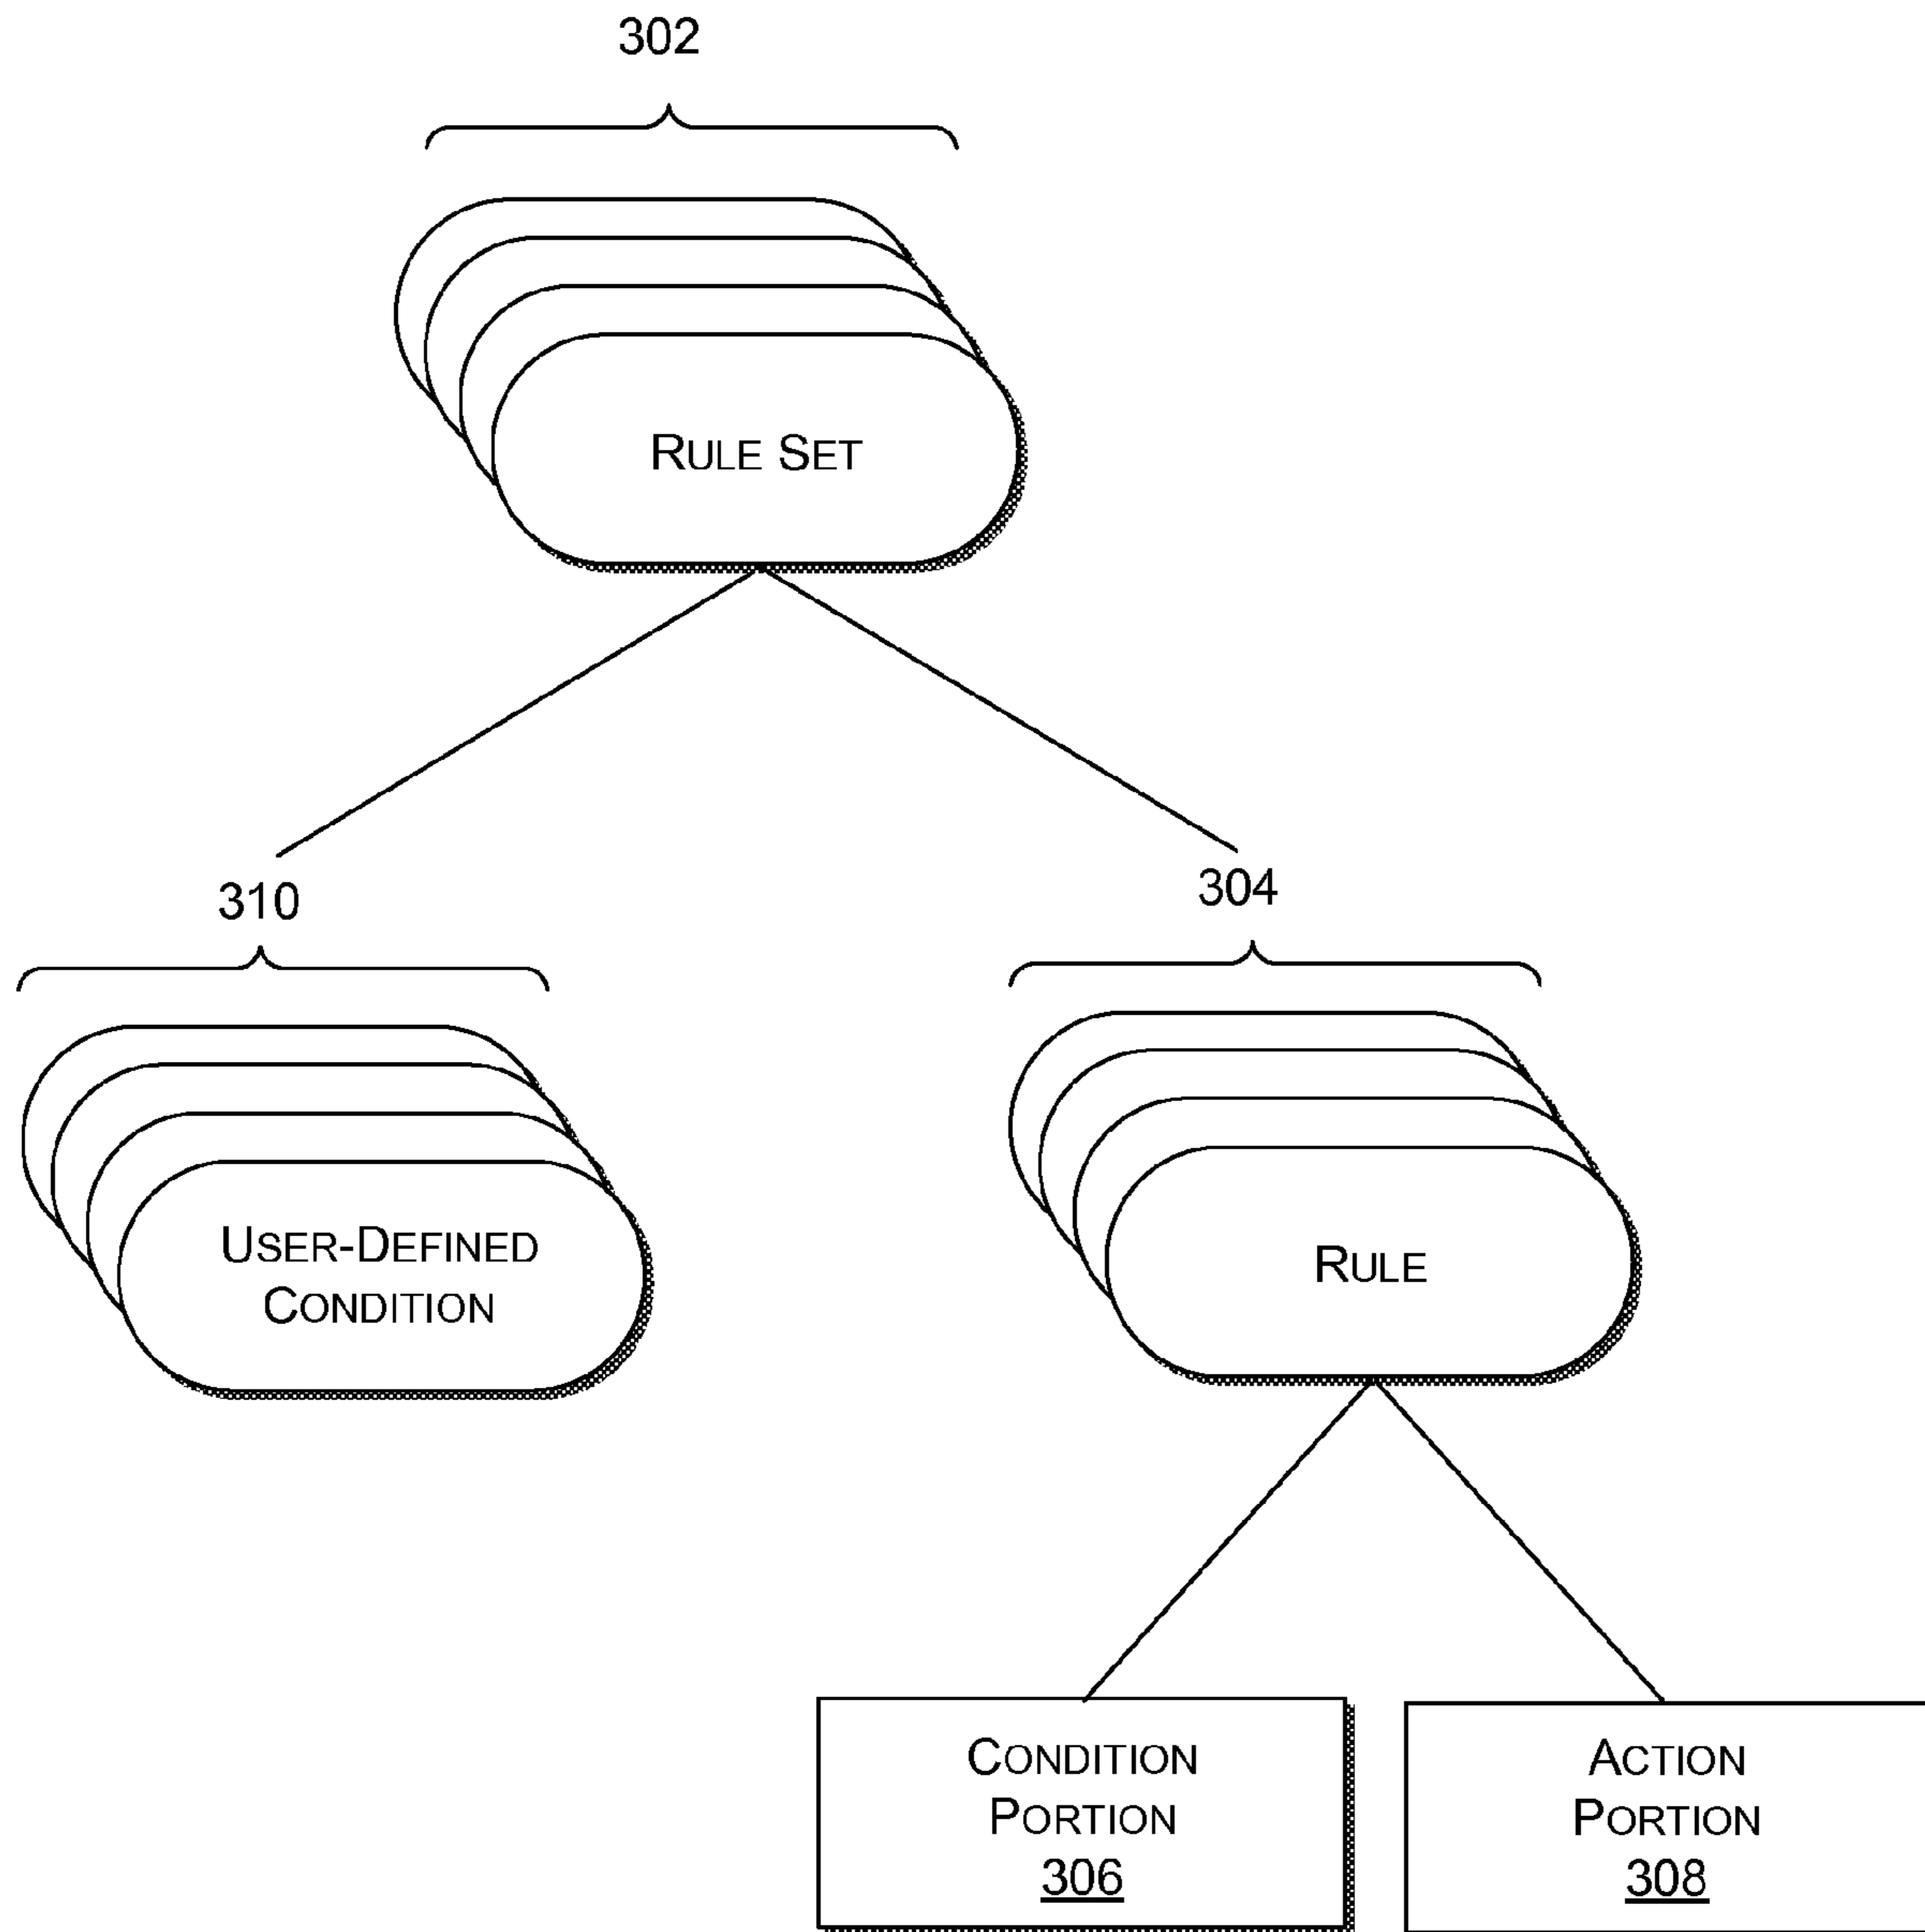 302
RULE SET
310
304
USER-DEFINED
CONDITION
RULE
CONDITION
PORTION
306
ACTION
PORTION
308